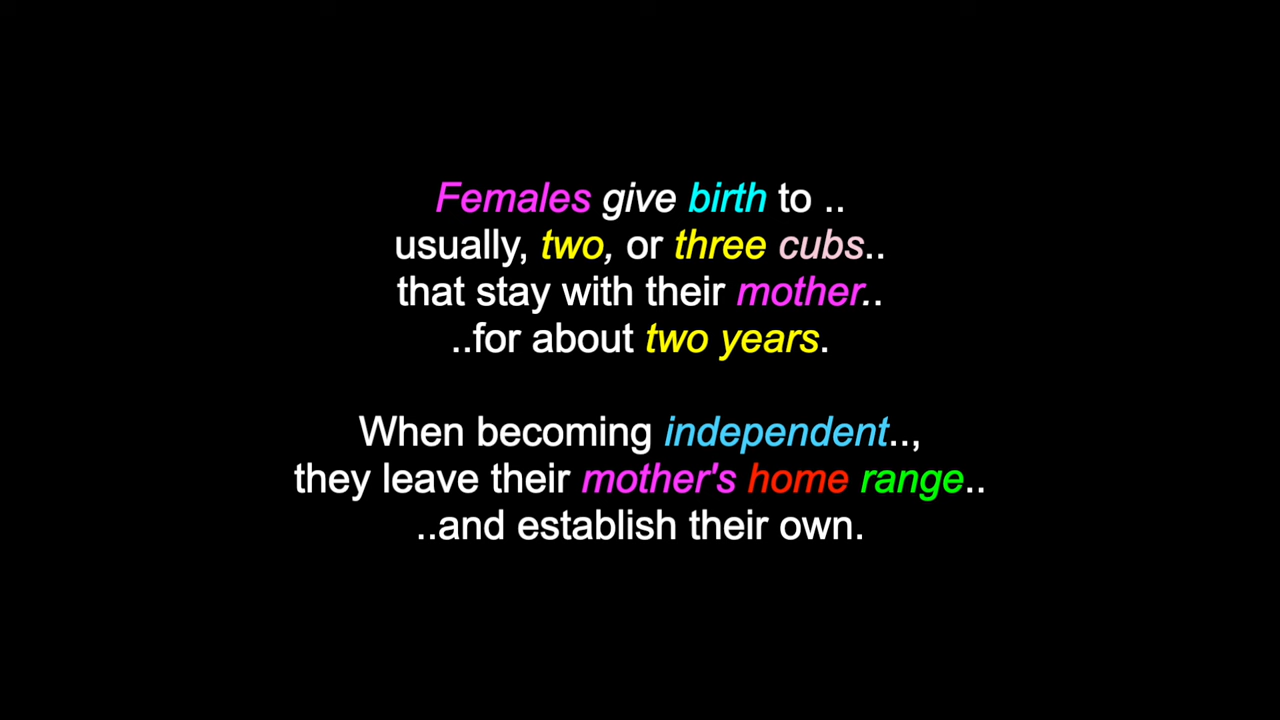 Females give birth to ..
usually, two, or three cubs..
that stay with their mother..
..for about two years.
When becoming independent..,
they leave their mother's home range..
..and establish their own.